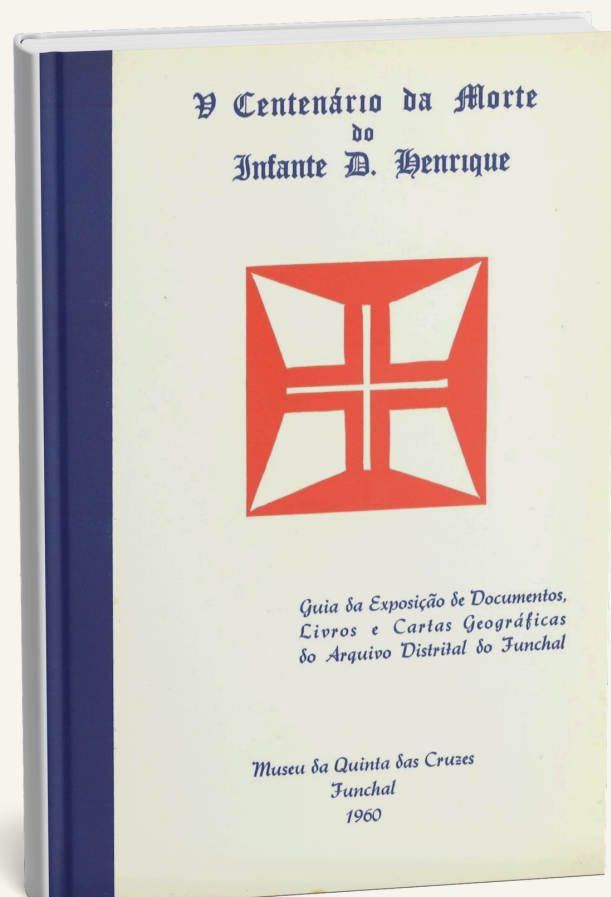 V Centenário da Morte
do
Infante D. Henrique
Guia da Exposição de Documentos,
Livros e Cartas Geográficas
do Arquivo Distrital do Funchal
Museu da Quinta das Cruzes
Funchal
1960